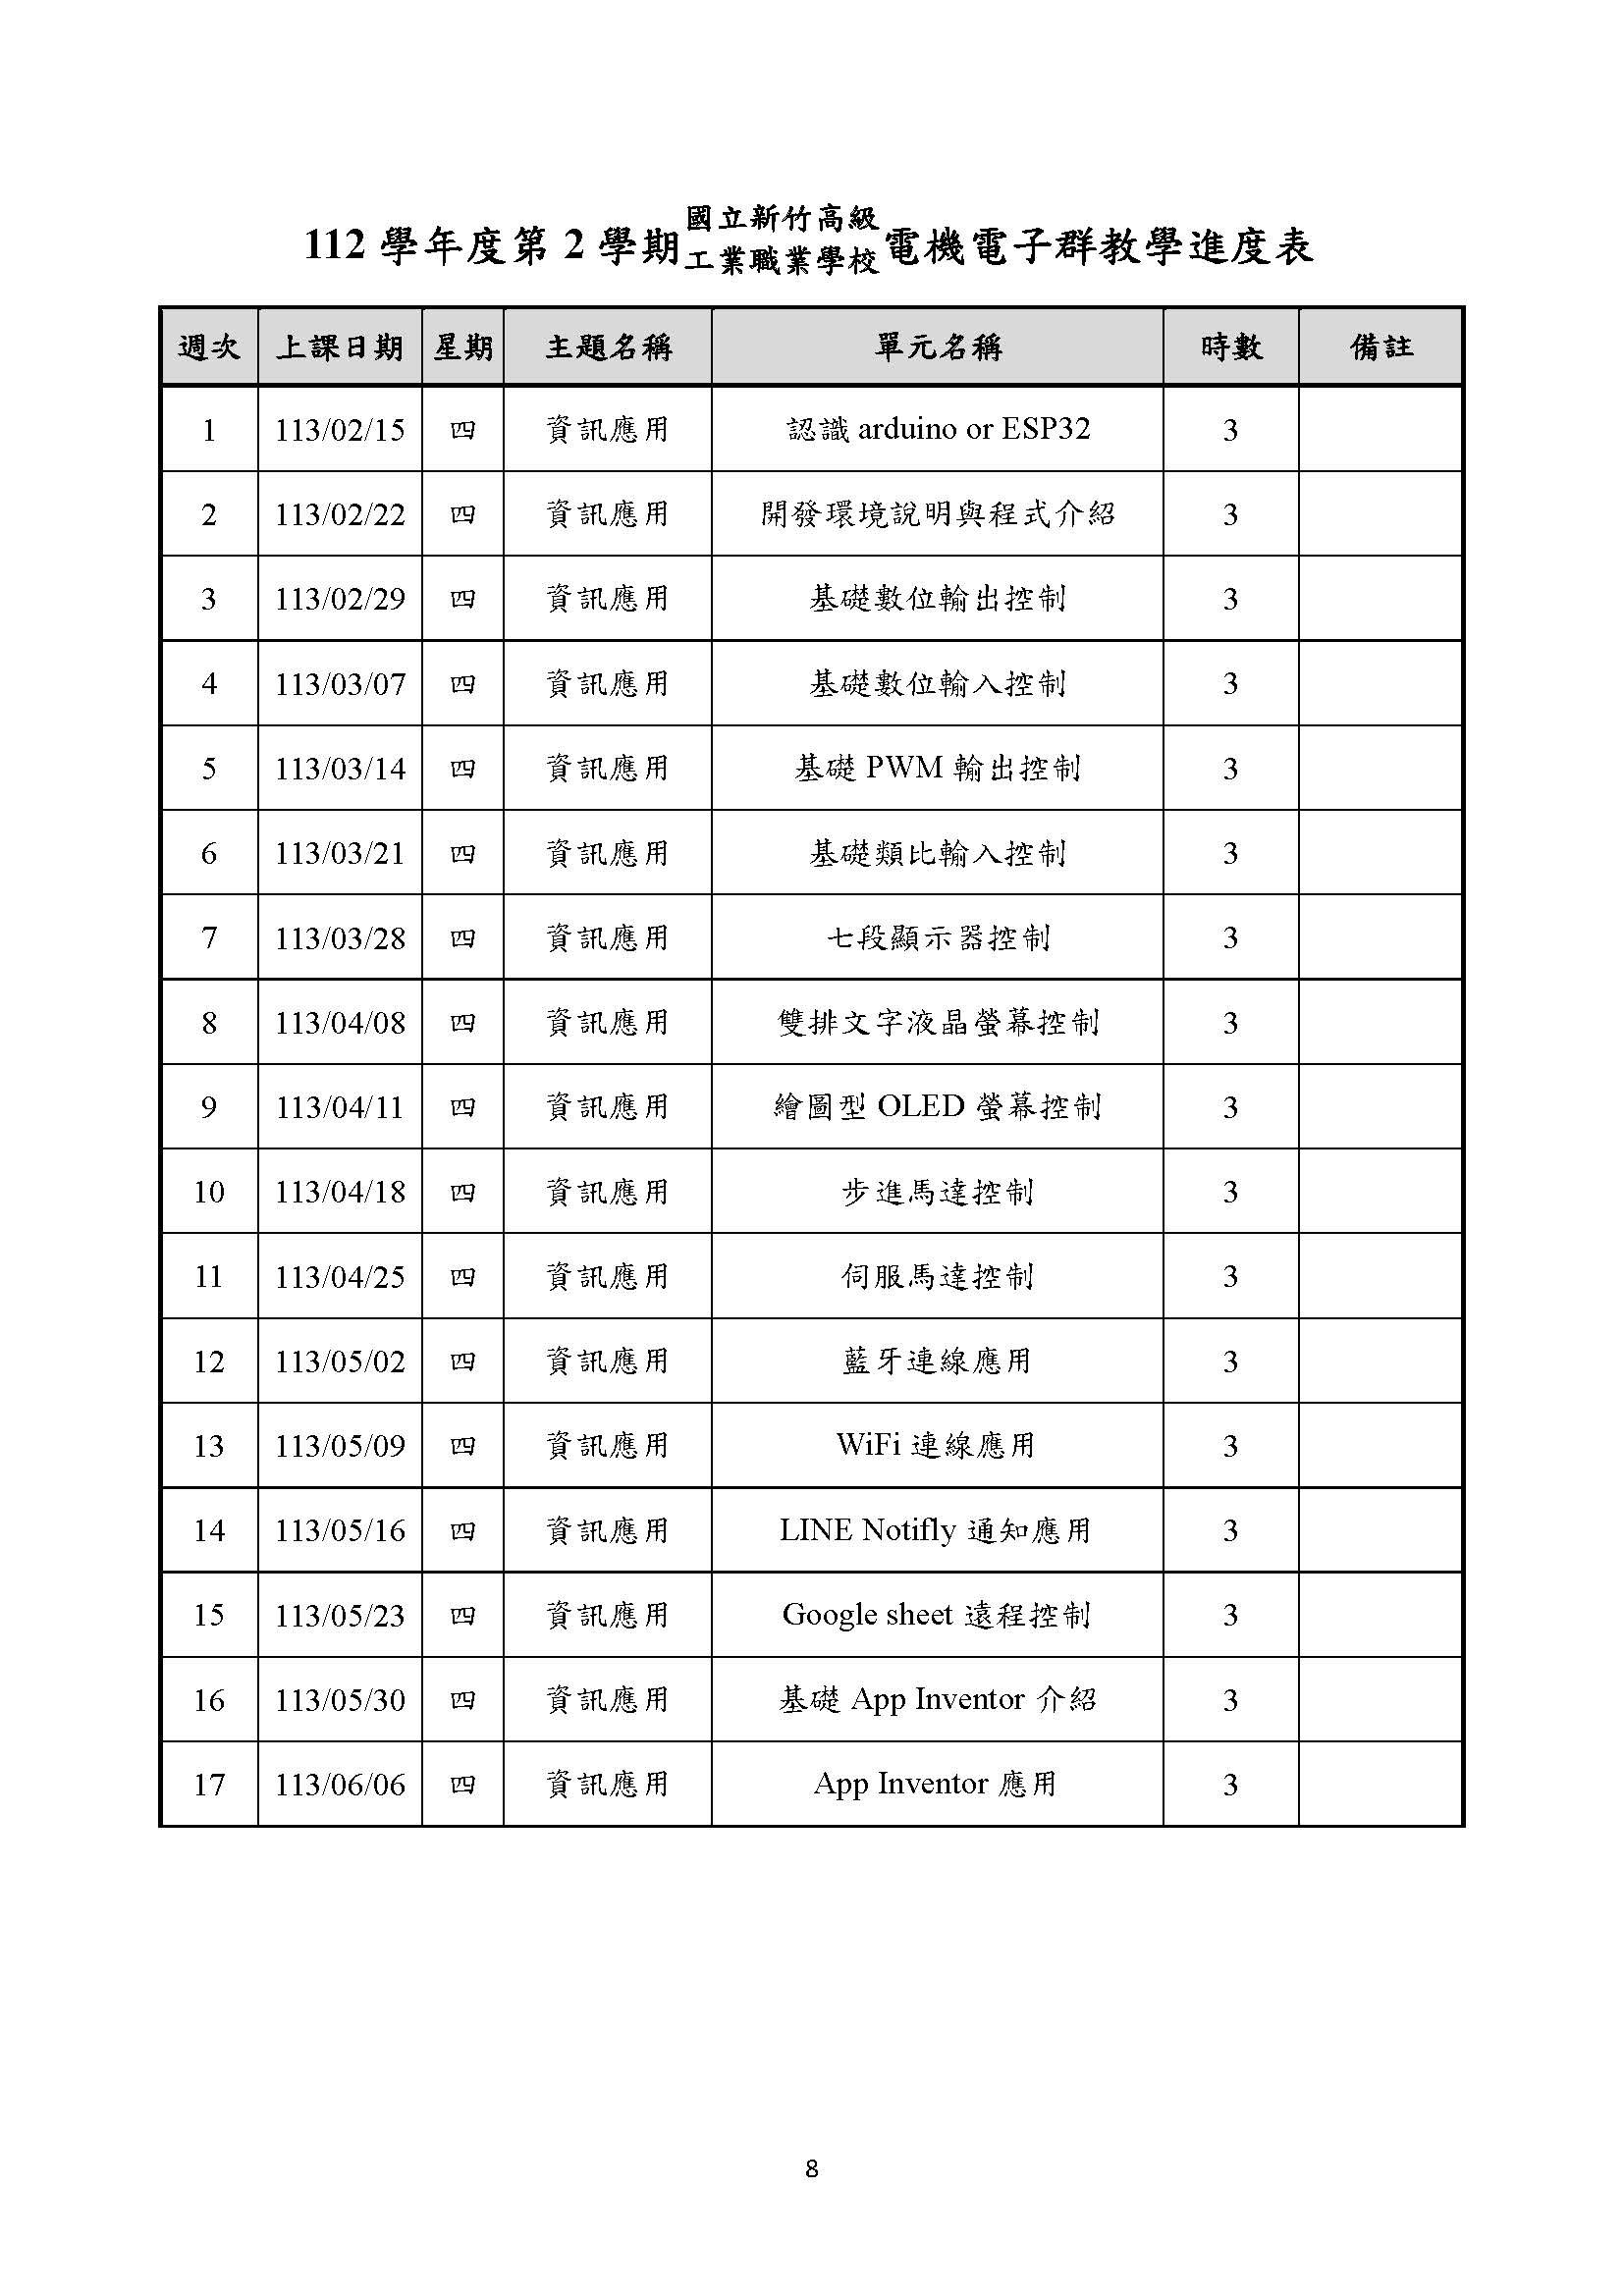 112 學年度第 2 學期國立新竹高級工業職業學校電機電子群教學進度表
週次 上課日期 星期 主題名稱 單元名稱 時數 備註
1 113/02/15 四 資訊應用 認識 arduino or ESP32 3
2 113/02/22 四 資訊應用 開發環境說明與程式介紹 3
3 113/02/29 四 資訊應用 基礎數位輸出控制 3
4 113/03/07 四 資訊應用 基礎數位輸入控制 3
5 113/03/14 四 資訊應用 基礎 PWM 輸出控制 3
6 113/03/21 四 資訊應用 基礎類比輸入控制 3
7 113/03/28 四 資訊應用 七段顯示器控制 3
8 113/04/08 四 資訊應用 雙排文字液晶螢幕控制 3
9 113/04/11 四 資訊應用 繪圖型 OLED 螢幕控制 3
10 113/04/18 四 資訊應用 步進馬達控制 3
11 113/04/25 四 資訊應用 伺服馬達控制 3
12 113/05/02 四 資訊應用 藍牙連線應用 3
13 113/05/09 四 資訊應用 WiFi 連線應用 3
14 113/05/16 四 資訊應用 LINE Notifly 通知應用 3
15 113/05/23 四 資訊應用 Google sheet 遠程控制 3
16 113/05/30 四 資訊應用 基礎 App Inventor 介紹 3
17 113/06/06 四 資訊應用 App Inventor 應用 3
8